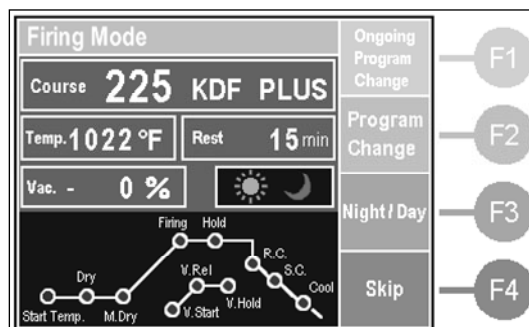 Firing Mode
Ongoing
Program
Change
F1
Course 225 KDF PLUS
Temp. 1022 °F Rest 15 min
Program
Change
F2
Vac. - 0 %
Night / Day
F3
Firing Hold
R.C.
Dry V.Rel S.C.
Cool
Start Temp. M.Dry V.Start V.Hold
Skip
F4